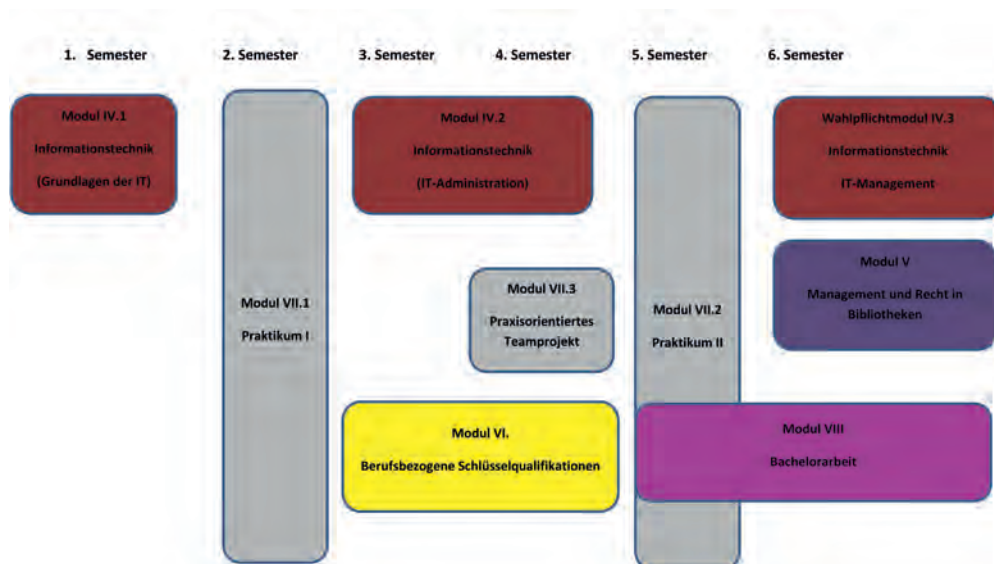 1. Semester
2. Semester
3. Semester
4. Semester
5. Semester
6. Semester
Modul IV.1
Informationstechnik
(Grundlagen der IT)
Modul IV.2
Informationstechnik
(IT-Administration)
Wahlpflichtmodul IV.3
Informationstechnik
IT-Management
Modul VII.1
Praktikum I
Modul VII.3
Praxisorientiertes
Teamprojekt
Modul VII.2
Praktikum II
Modul V
Management und Recht in
Bibliotheken
Modul VI.
Berufsbezogene Schlüsselqualifikationen
Modul VIII
Bachelorarbeit